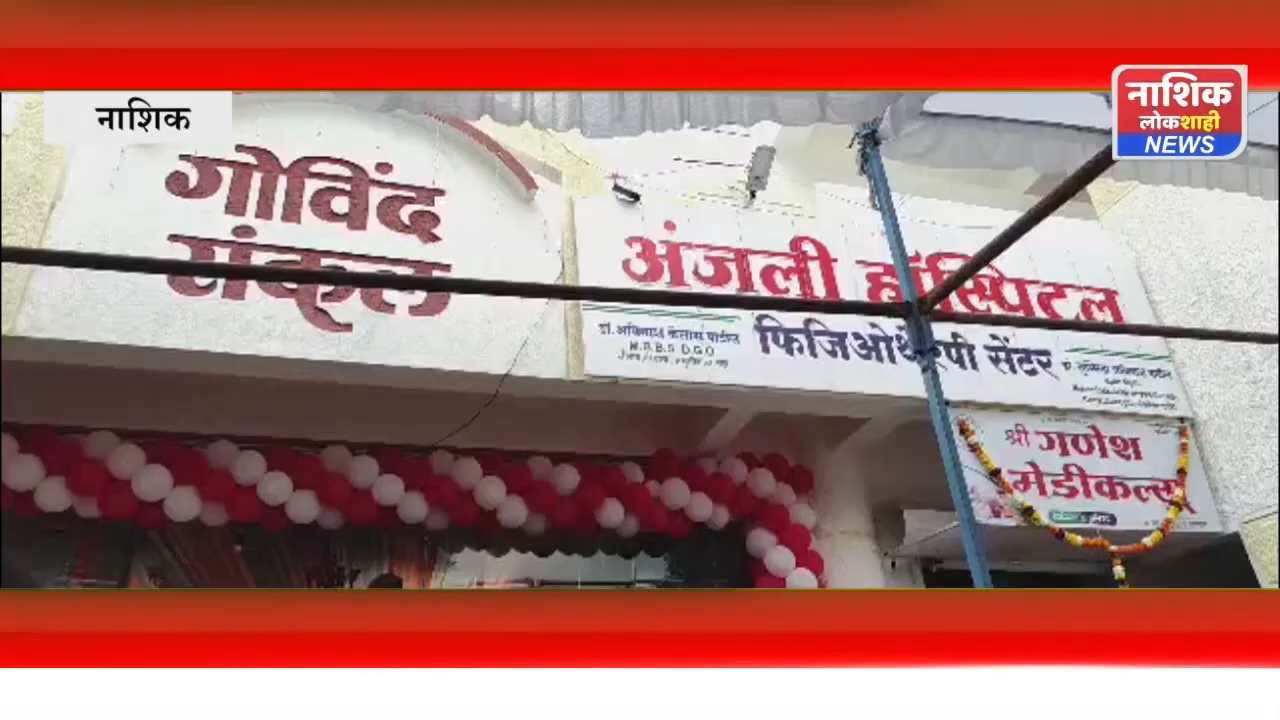 नाशिक
नाशिक
लोकशाही
NEWS
गोविंद
संकुल
अंजली हॉस्पिटल
फिजिओथेरपी सेंटर
M.B.B.S D.G.O
श्री गणेश
मेडीकल्स